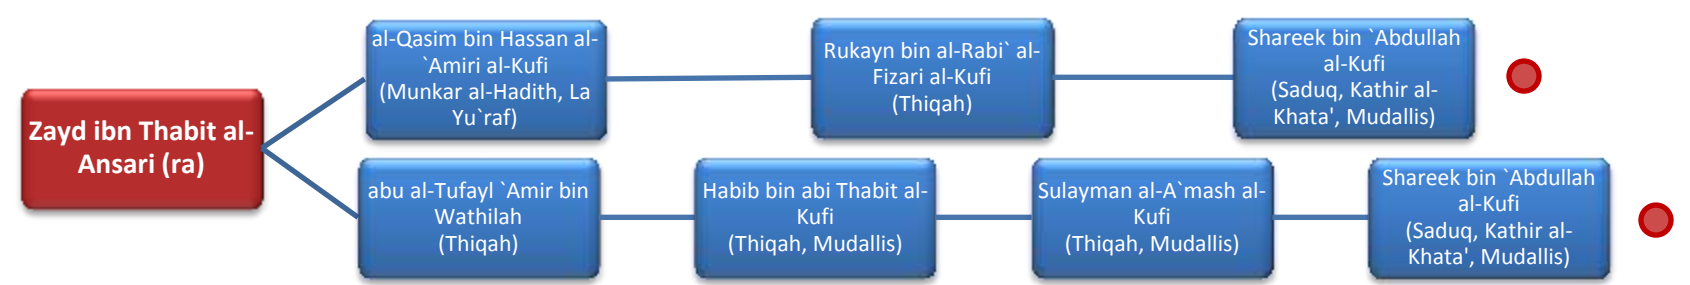 Zayd ibn Thabit al-
Ansari (ra)
al-Qasim bin Hassan al-
`Amiri al-Kufi
(Munkar al-Hadith, La
Yu`raf)
Rukayn bin al-Rabi` al-
Fizari al-Kufi
(Thiqah)
Shareek bin `Abdullah
al-Kufi
(Saduq, Kathir al-
Khata', Mudallis)
abu al-Tufayl `Amir bin
Wathilah
(Thiqah)
Habib bin abi Thabit al-
Kufi
(Thiqah, Mudallis)
Sulayman al-A`mash al-
Kufi
(Thiqah, Mudallis)
Shareek bin `Abdullah
al-Kufi
(Saduq, Kathir al-
Khata', Mudallis)